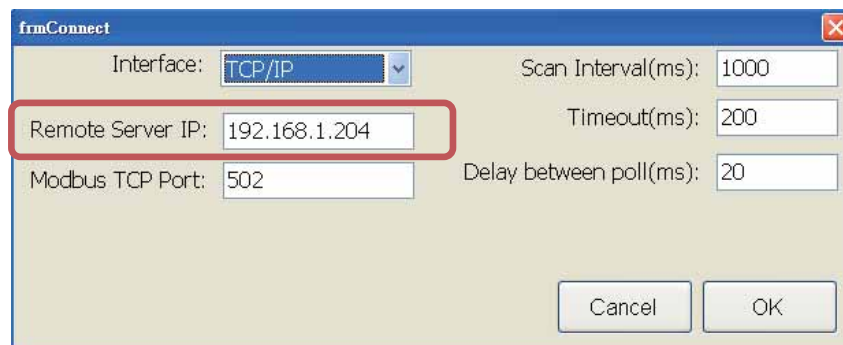 frmConnect
Interface: TCP/IP
Scan Interval(ms): 1000
Remote Server IP: 192.168.1.204
Timeout(ms): 200
Modbus TCP Port: 502
Delay between poll(ms): 20
Cancel
OK